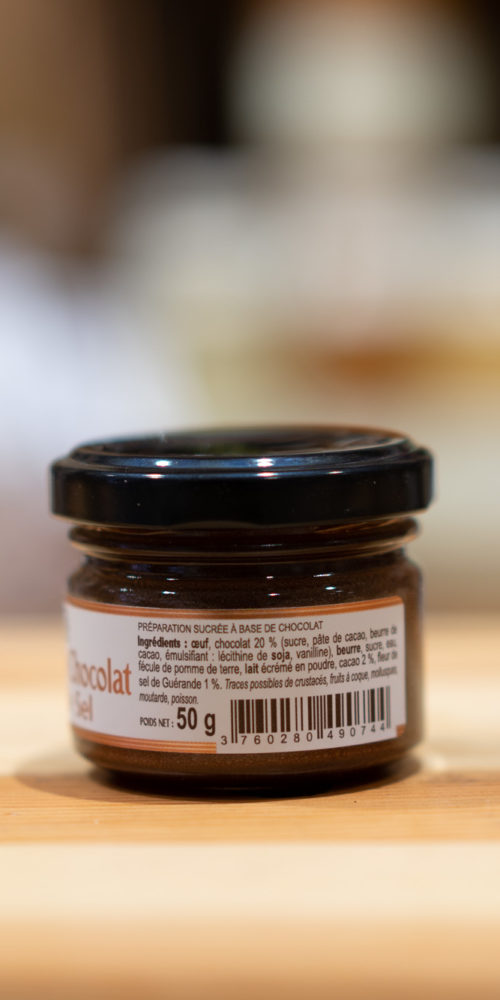 Chocolat
Sel
PRÉPARATION SUCRÉE À BASE DE CHOCOLAT
Ingrédients : œuf, chocolat 20 % (sucre, pâte de cacao, beurre de
cacao, émulsifiant : lécithine de soja, vanilline), beurre, sucre, eau,
fécule de pomme de terre, lait écrémé en poudre, cacao 2 %, fleur de
sel de Guérande 1 %. Traces possibles de crustacés, fruits à coque, mollusques,
moutarde, poisson.
POIDS NET : 50 g
3 760280 490744